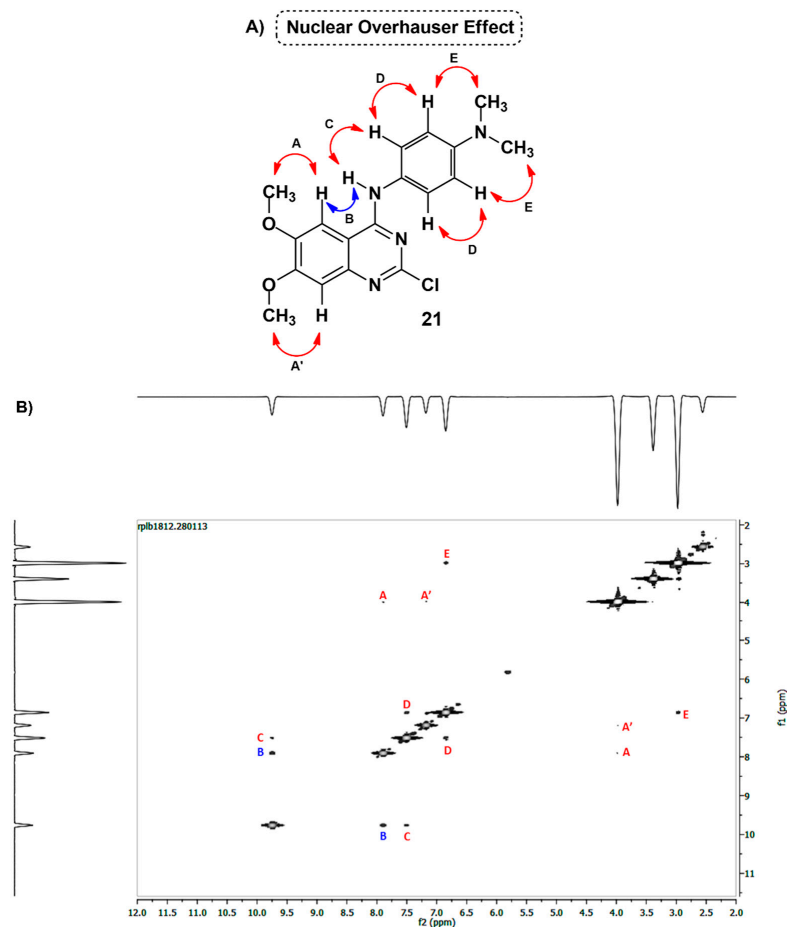 A) Nuclear Overhauser Effect
E
D
H
CH3
C
H
N
A
H
CH3
CH3
H
H
N
H
E
O
B
H
D
N
O
N
Cl
CH3
H
21
A'
B)
rplb1812.280113
2
E
3
A A' 4
5
6
D
E
7
A'
C
D
B
A
8
9
B C
10
11
f1 (ppm)
12.0 11.5 11.0 10.5 10.0 9.5 9.0 8.5 8.0 7.5 7.0 6.5 6.0 5.5 5.0 4.5 4.0 3.5 3.0 2.5 2.0
f2 (ppm)